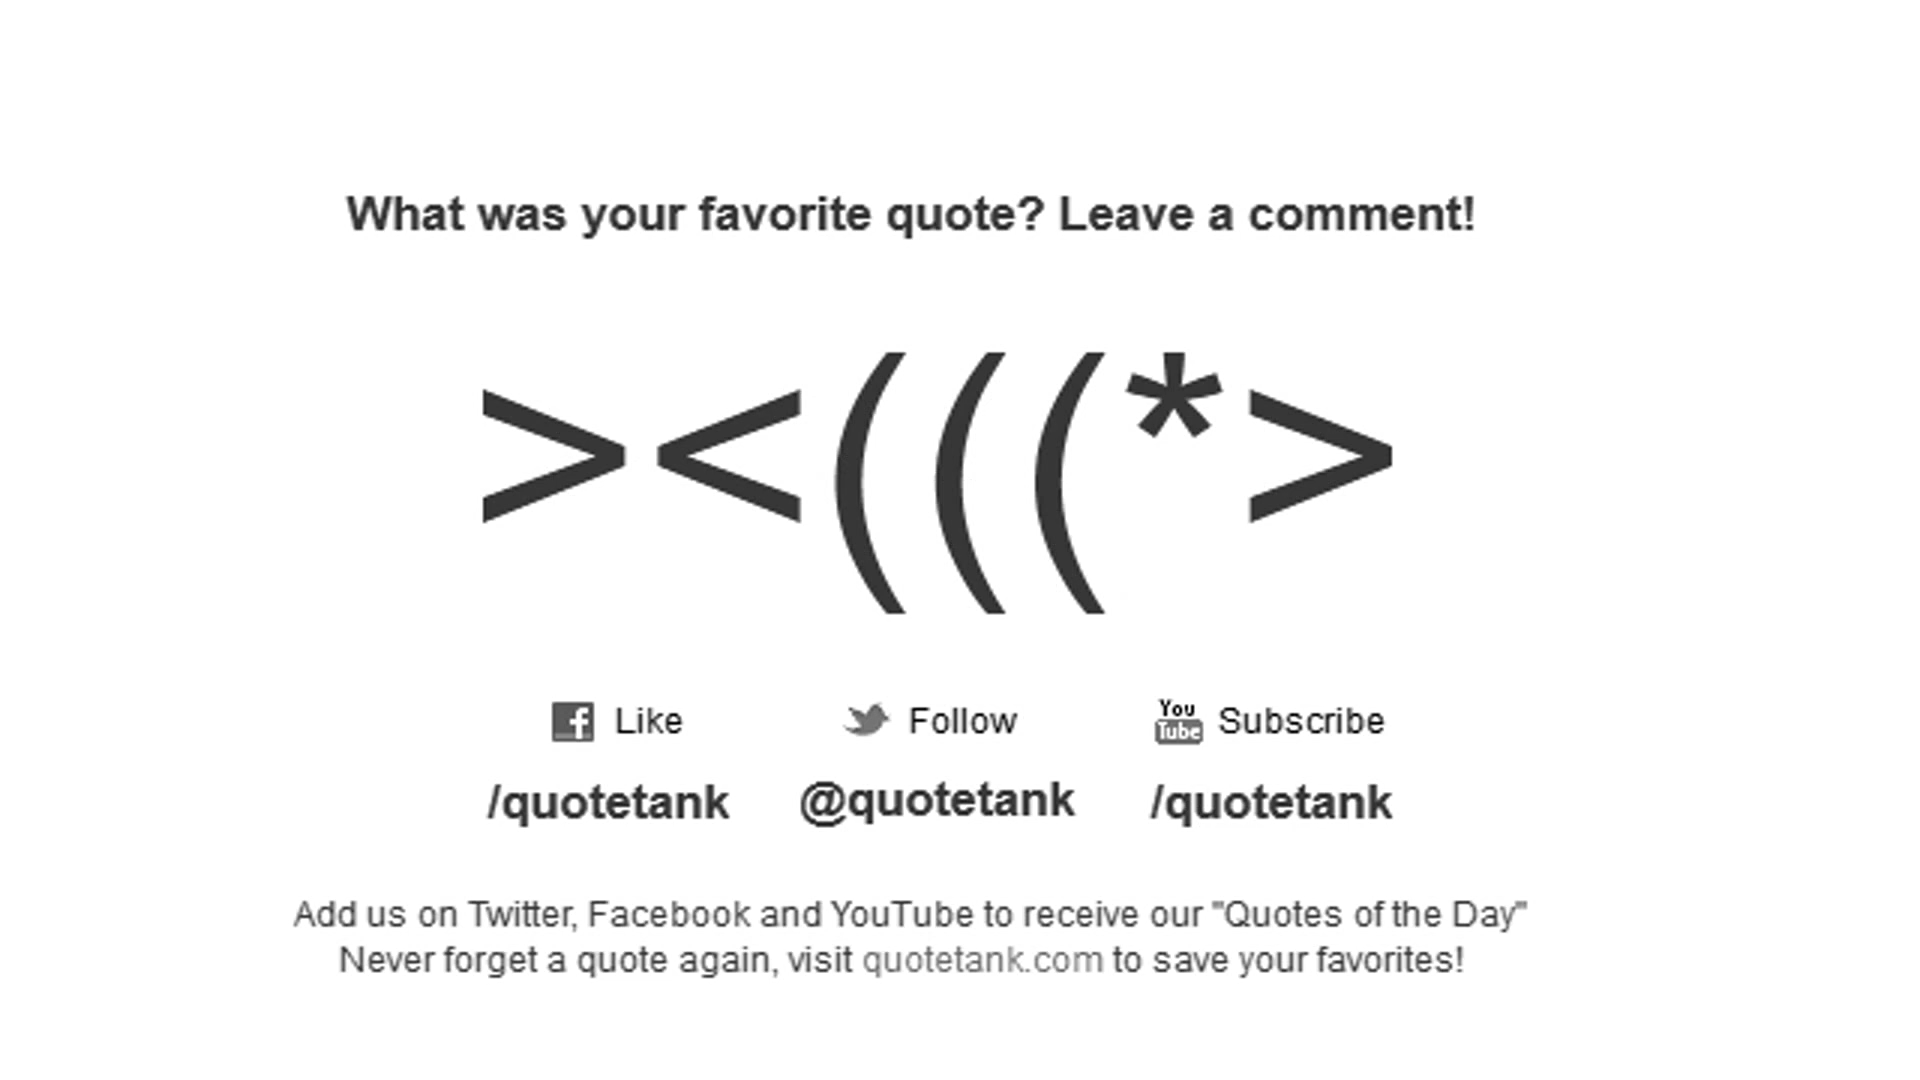 What was your favorite quote? Leave a comment!
><(((*>
f Like Follow You Tube Subscribe
/quotetank @quotetank /quotetank
Add us on Twitter, Facebook and YouTube to receive our "Quotes of the Day"
Never forget a quote again, visit quotetank.com to save your favorites!